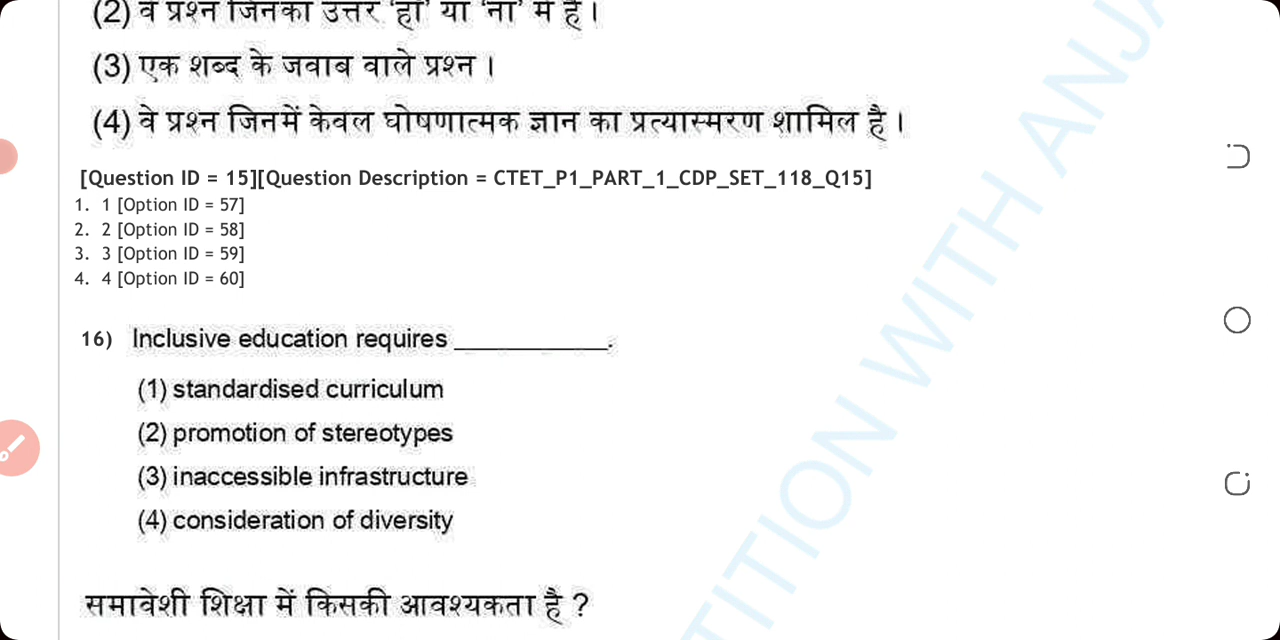 (2) वे प्रश्न जिनका उत्तर 'हाँ' या 'ना' में है ।
(3) एक शब्द के जवाब वाले प्रश्न ।
(4) वे प्रश्न जिनमें केवल घोषणात्मक ज्ञान का प्रत्यास्मरण शामिल है ।
[Question ID = 15][Question Description = CTET_P1_PART_1_CDP_SET_118_Q15]
1. 1 [Option ID = 57]
2. 2 [Option ID = 58]
3. 3 [Option ID = 59]
4. 4 [Option ID = 60]
16) Inclusive education requires ___________.
(1) standardised curriculum
(2) promotion of stereotypes
(3) inaccessible infrastructure
(4) consideration of diversity
समावेशी शिक्षा में किसकी आवश्यकता है ?
WITH